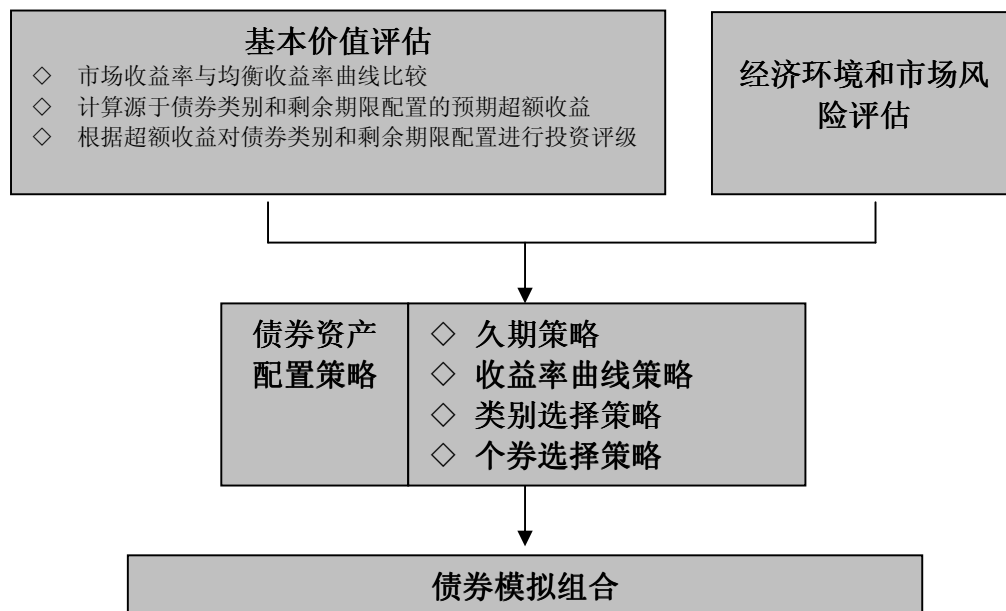 基本价值评估
◇ 市场收益率与均衡收益率曲线比较
◇ 计算源于债券类别和剩余期限配置的预期超额收益
◇ 根据超额收益对债券类别和剩余期限配置进行投资评级
经济环境和市场风
险评估
债券资产
配置策略
◇ 久期策略
◇ 收益率曲线策略
◇ 类别选择策略
◇ 个券选择策略
债券模拟组合